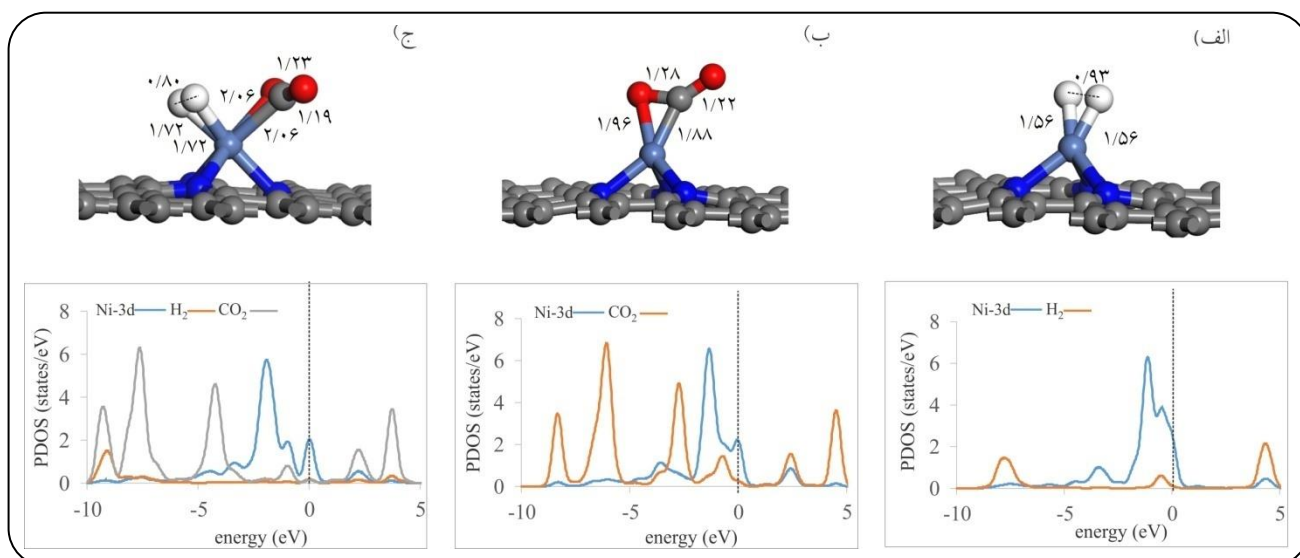 الف)
۰/۹۳
۱/۵۶
۱/۵۶
ب)
۱/۲۸
۱/۲۲
۱/۹۶
۱/۸۸
ج)
۱/۲۳
۰/۸۰
۲/۰۶
۱/۱۹
۱/۷۲
۲/۰۶
۱/۷۲
Ni-3d H₂ CO₂
PDOS (states/eV)
8
6
4
2
0
-10 -5 0 5
energy (eV)
Ni-3d CO₂
PDOS (states/eV)
8
6
4
2
0
-10 -5 0 5
energy (eV)
Ni-3d H₂
PDOS (states/eV)
8
6
4
2
0
-10 -5 0 5
energy (eV)